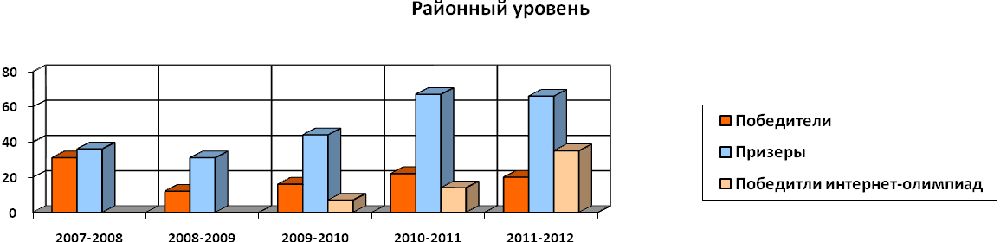 Районный уровень
80
60
40
20
0
2007-2008 2008-2009 2009-2010 2010-2011 2011-2012
Победители
Призеры
Победитли интернет-олимпиад